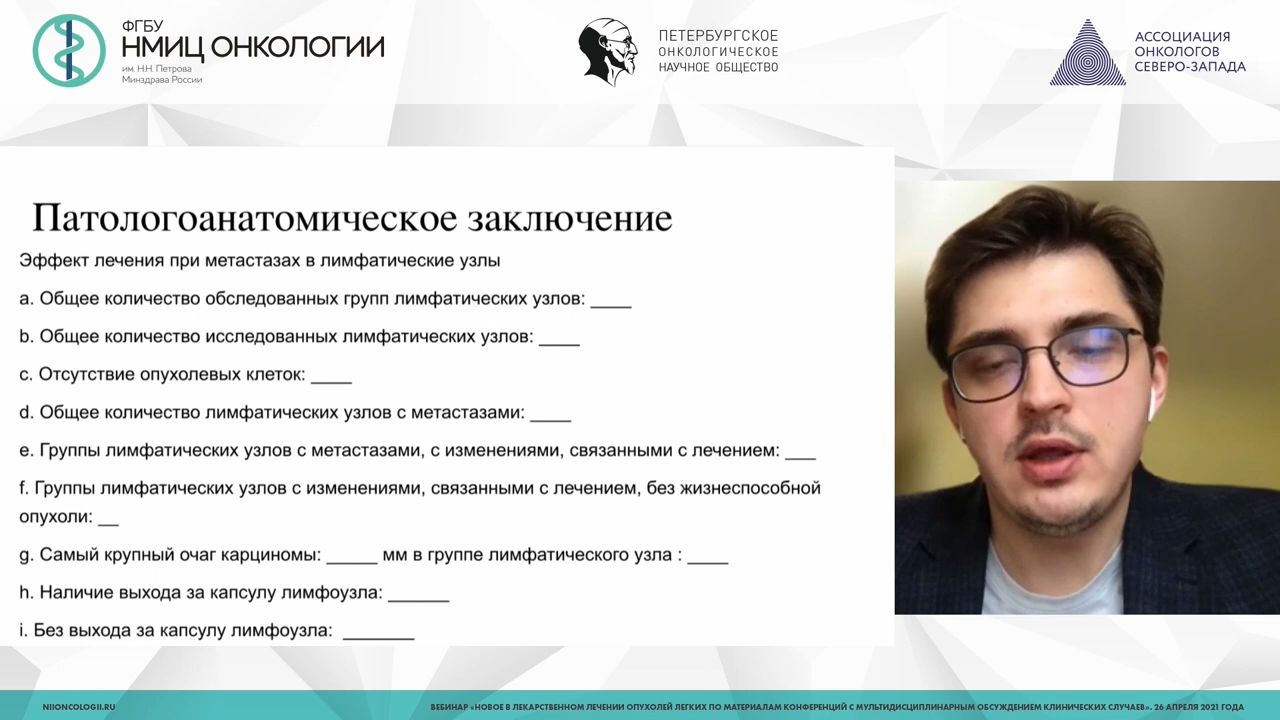 ФГБУ
НМИЦ ОНКОЛОГИИ
им. Н.Н. Петрова
Минздрава России
ПЕТЕРБУРГСКОЕ
ОНКОЛОГИЧЕСКОЕ
НАУЧНОЕ ОБЩЕСТВО
АССОЦИАЦИЯ
ОНКОЛОГОВ
СЕВЕРО-ЗАПАДА
Патологоанатомическое заключение
Эффект лечения при метастазах в лимфатические узлы
a. Общее количество обследованных групп лимфатических узлов: ____
b. Общее количество исследованных лимфатических узлов: ____
c. Отсутствие опухолевых клеток: ____
d. Общее количество лимфатических узлов с метастазами: ____
e. Группы лимфатических узлов с метастазами, с изменениями, связанными с лечением: ___
f. Группы лимфатических узлов с изменениями, связанными с лечением, без жизнеспособной
опухоли: __
g. Самый крупный очаг карциномы: _____ мм в группе лимфатического узла : ____
h. Наличие выхода за капсулу лимфоузла: ______
i. Без выхода за капсулу лимфоузла: _______
NIIONCOLOGII.RU
ВЕБИНАР «НОВОЕ В ЛЕКАРСТВЕННОМ ЛЕЧЕНИИ ОПУХОЛЕЙ ЛЕГКИХ ПО МАТЕРИАЛАМ КОНФЕРЕНЦИЙ С МУЛЬТИДИСЦИПЛИНАРНЫМ ОБСУЖДЕНИЕМ КЛИНИЧЕСКИХ СЛУЧАЕВ». 26 АПРЕЛЯ 2021 ГОДА